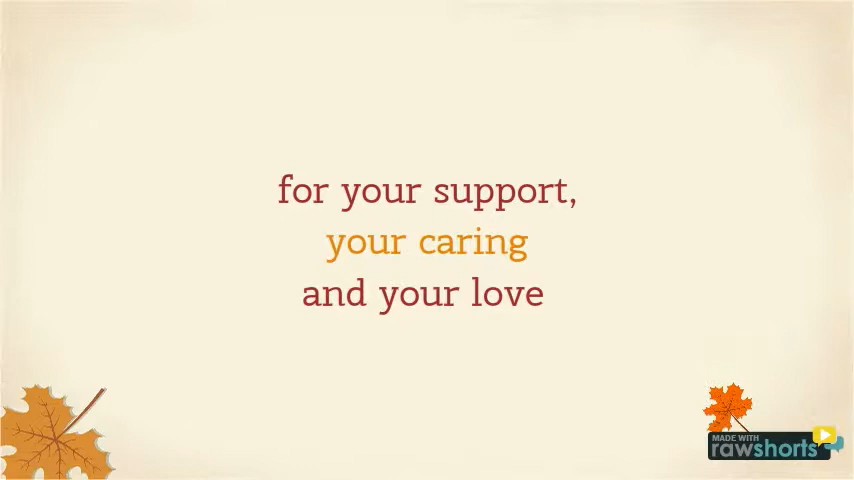 for your support,
your caring
and your love
MADE WITH
rawshorts